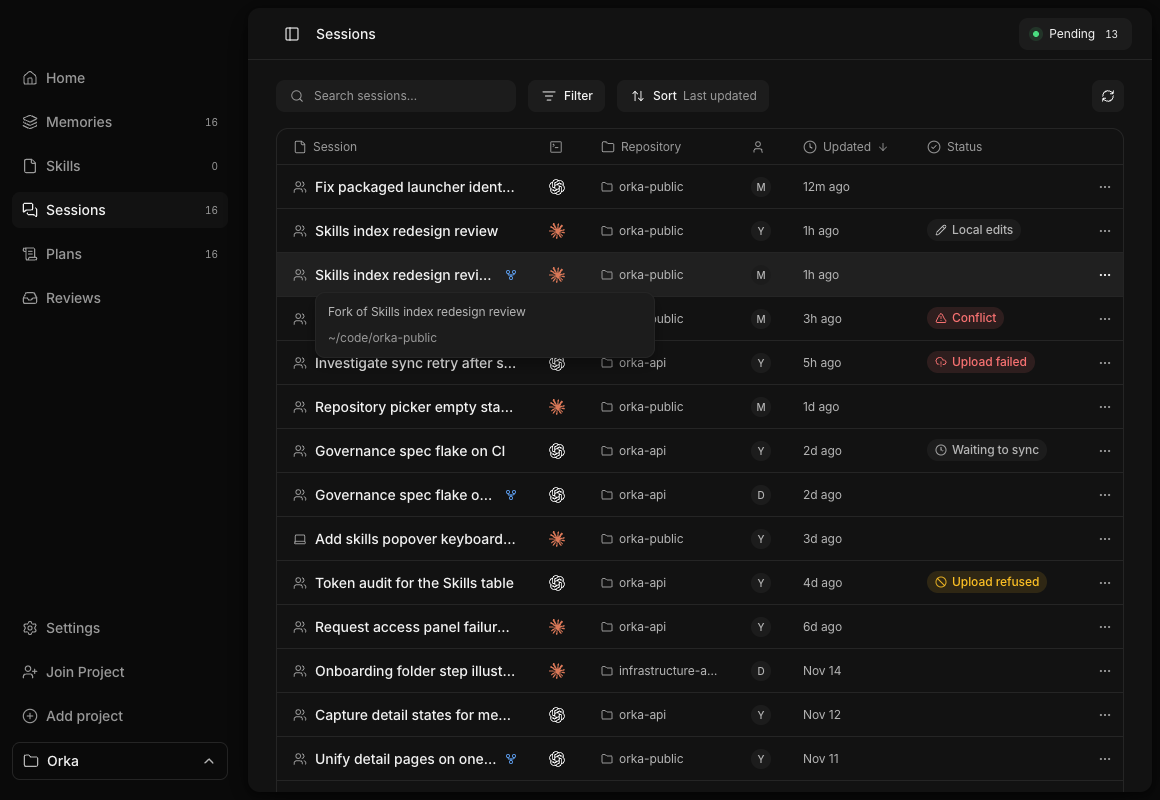 Sessions
Pending 13
Home
Memories 16
Skills 0
Sessions 16
Plans 16
Reviews
Settings
Join Project
Add project
Orka
Search sessions...
Filter
Sort Last updated
Session Repository Updated Status
Fix packaged launcher ident... orka-public M 12m ago
Skills index redesign review orka-public Y 1h ago Local edits
Skills index redesign revi... orka-public M 1h ago
Fork of Skills index redesign review
~/code/orka-public
M 3h ago Conflict
Investigate sync retry after s... orka-api Y 5h ago Upload failed
Repository picker empty sta... orka-public M 1d ago
Governance spec flake on CI orka-api Y 2d ago Waiting to sync
Governance spec flake o... orka-api D 2d ago
Add skills popover keyboard... orka-public Y 3d ago
Token audit for the Skills table orka-api Y 4d ago Upload refused
Request access panel failur... orka-api Y 6d ago
Onboarding folder step illust... infrastructure-a... D Nov 14
Capture detail states for me... orka-api Y Nov 12
Unify detail pages on one... orka-public Y Nov 11